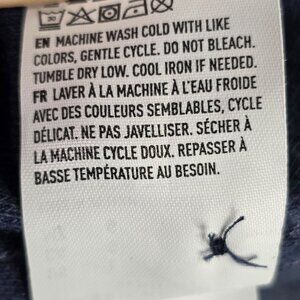 EN MACHINE WASH COLD WITH LIKE
COLORS, GENTLE CYCLE. DO NOT BLEACH.
TUMBLE DRY LOW. COOL IRON IF NEEDED.
FR LAVER À LA MACHINE À L'EAU FROIDE
AVEC DES COULEURS SEMBLABLES, CYCLE
DÉLICAT. NE PAS JAVELLISER. SÉCHER À
LA MACHINE CYCLE DOUX. REPASSER À
BASSE TEMPÉRATURE AU BESOIN.